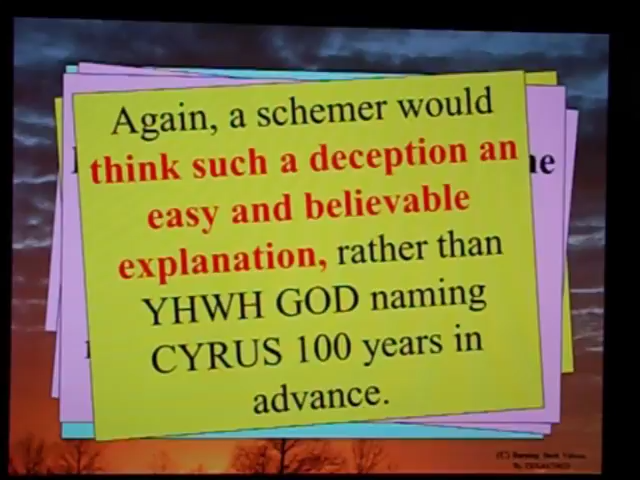 Again, a schemer would
think such a deception an
easy and believable
explanation, rather than
YHWH GOD naming
CYRUS 100 years in
advance.